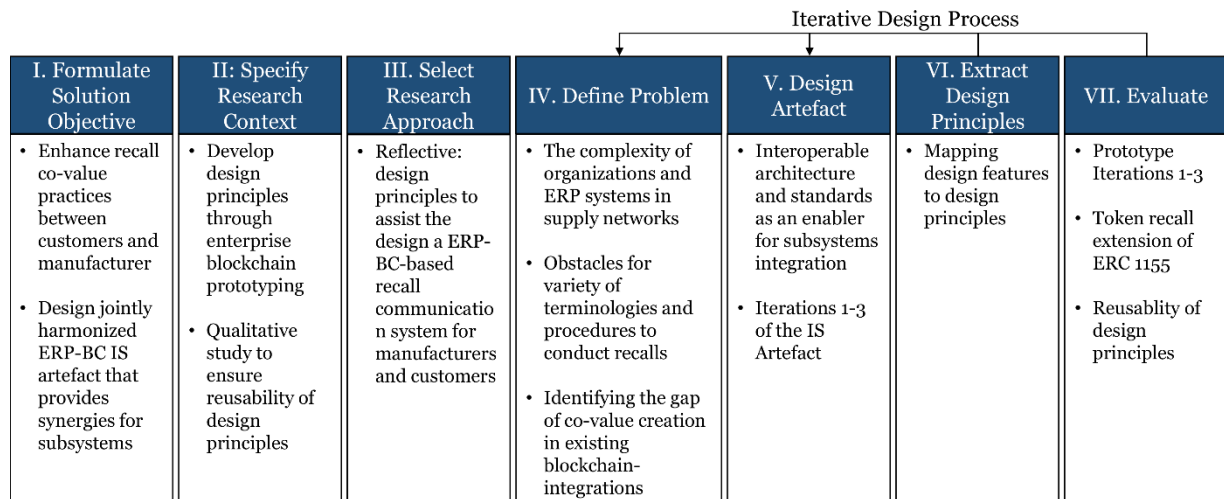 Iterative Design Process
I. Formulate
Solution
Objective
• Enhance recall
co-value
practices
between
customers and
manufacturer
• Design jointly
harmonized
ERP-BC IS
artefact that
provides
synergies for
subsystems
II: Specify
Research
Context
• Develop
design
principles
through
enterprise
blockchain
prototyping
• Qualitative
study to
ensure
reusability of
design
principles
III. Select
Research
Approach
• Reflective:
design
principles to
assist the
design a ERP-
BC-based
recall
communicatio
n system for
manufacturers
and customers
IV. Define Problem
• The complexity of
organizations and
ERP systems in
supply networks
• Obstacles for
variety of
terminologies and
procedures to
conduct recalls
• Identifying the gap
of co-value creation
in existing
blockchain-
integrations
V. Design
Artefact
• Interoperable
architecture
and standards
as an enabler
for subsystems
integration
• Iterations 1-3
of the IS
Artefact
VI. Extract
Design
Principles
• Mapping
design features
to design
principles
VII. Evaluate
• Prototype
Iterations 1-3
• Token recall
extension of
ERC 1155
• Reusablity of
design
principles